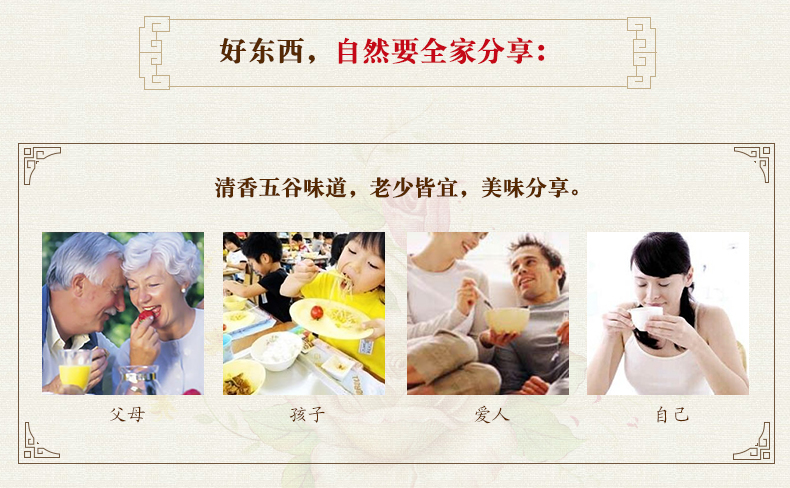 好东西，自然要全家分享：
清香五谷味道，老少皆宜，美味分享。
父母
孩子
爱人
自己